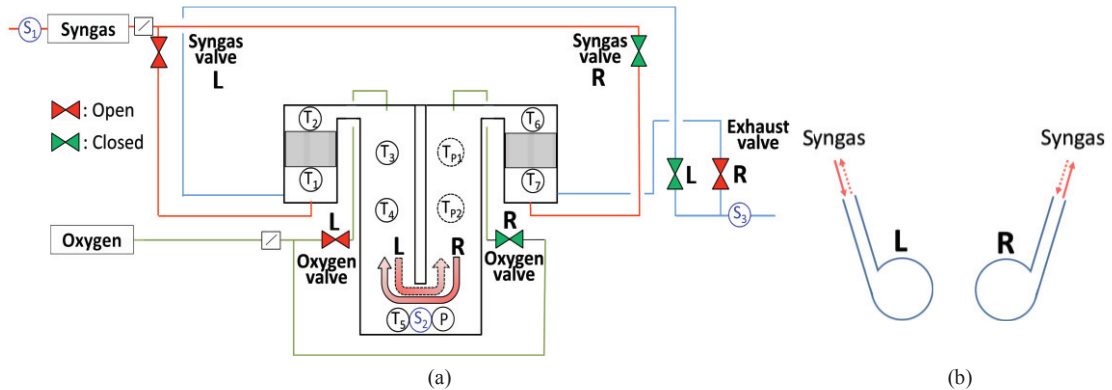 S1
Syngas
Syngas
valve
L
Syngas
valve
R
: Open
: Closed
T2
T6
T3
TP1
Exhaust
valve
T1
T7
L
R
T4
TP2
S3
Oxygen
L
Oxygen
valve
R
Oxygen
valve
L
R
T5
S2
P
(a)
Syngas
Syngas
L
R
(b)